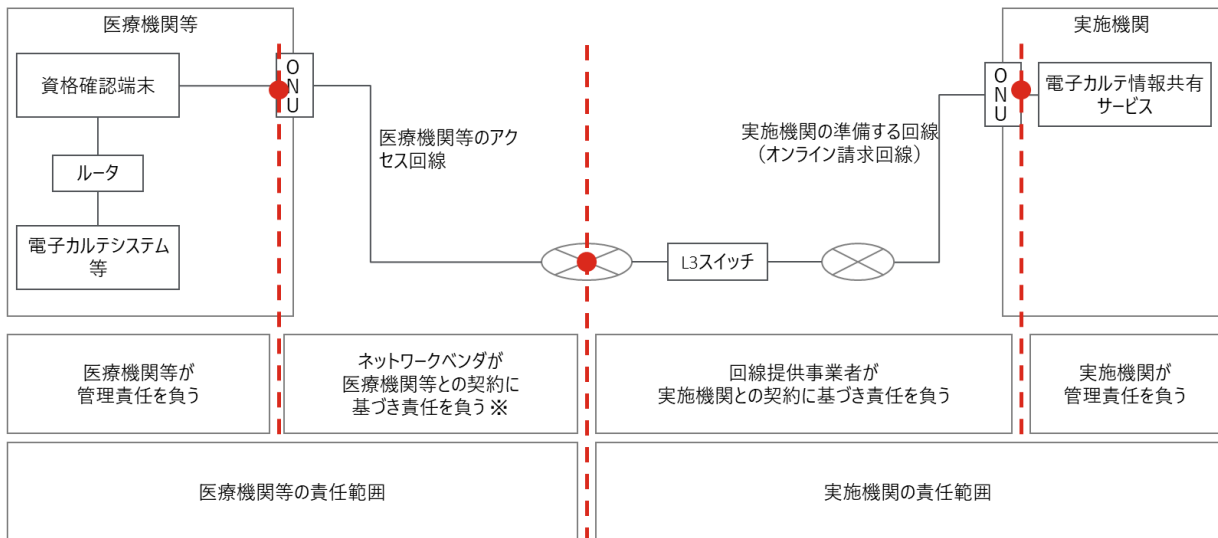 医療機関等
実施機関
資格確認端末
ONU
ONU
電子カルテ情報共有
サービス
医療機関等のアク
セス回線
実施機関の準備する回線
（オンライン請求回線）
ルータ
電子カルテシステム
等
L3スイッチ
医療機関等が
管理責任を負う
ネットワークベンダが
医療機関等との契約に
基づき責任を負う※
回線提供事業者が
実施機関との契約に基づき責任を負う
実施機関が
管理責任を負う
医療機関等の責任範囲
実施機関の責任範囲